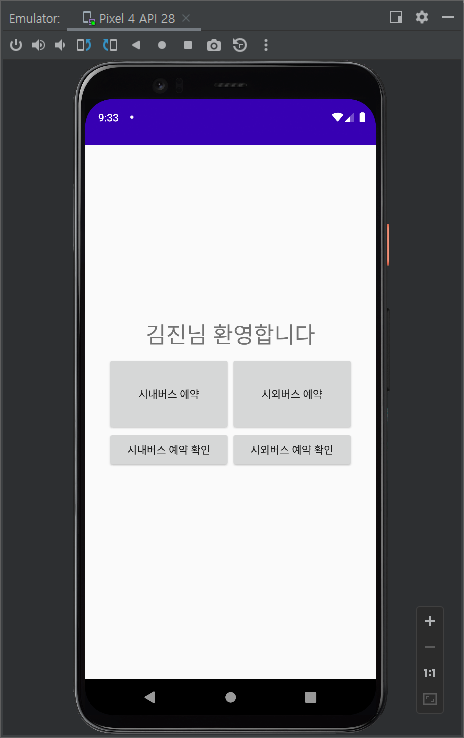 Emulator: Pixel 4 API 28
9:33
김진님 환영합니다
시내버스 예약 시외버스 예약
시내버스 예약 확인 시외버스 예약 확인
1:1